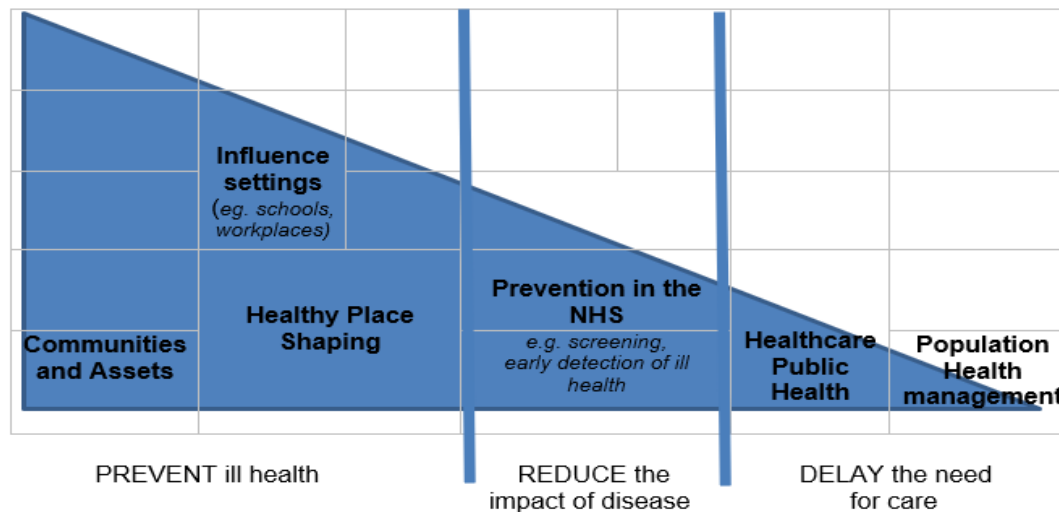 Influence
settings
(eg. schools,
workplaces)
Healthy Place
Shaping
Communities
and Assets
Prevention in the
NHS
e.g. screening,
early detection of ill
health
Healthcare
Public
Health
Population
Health
management
PREVENT ill health
REDUCE the
impact of disease
DELAY the need
for care